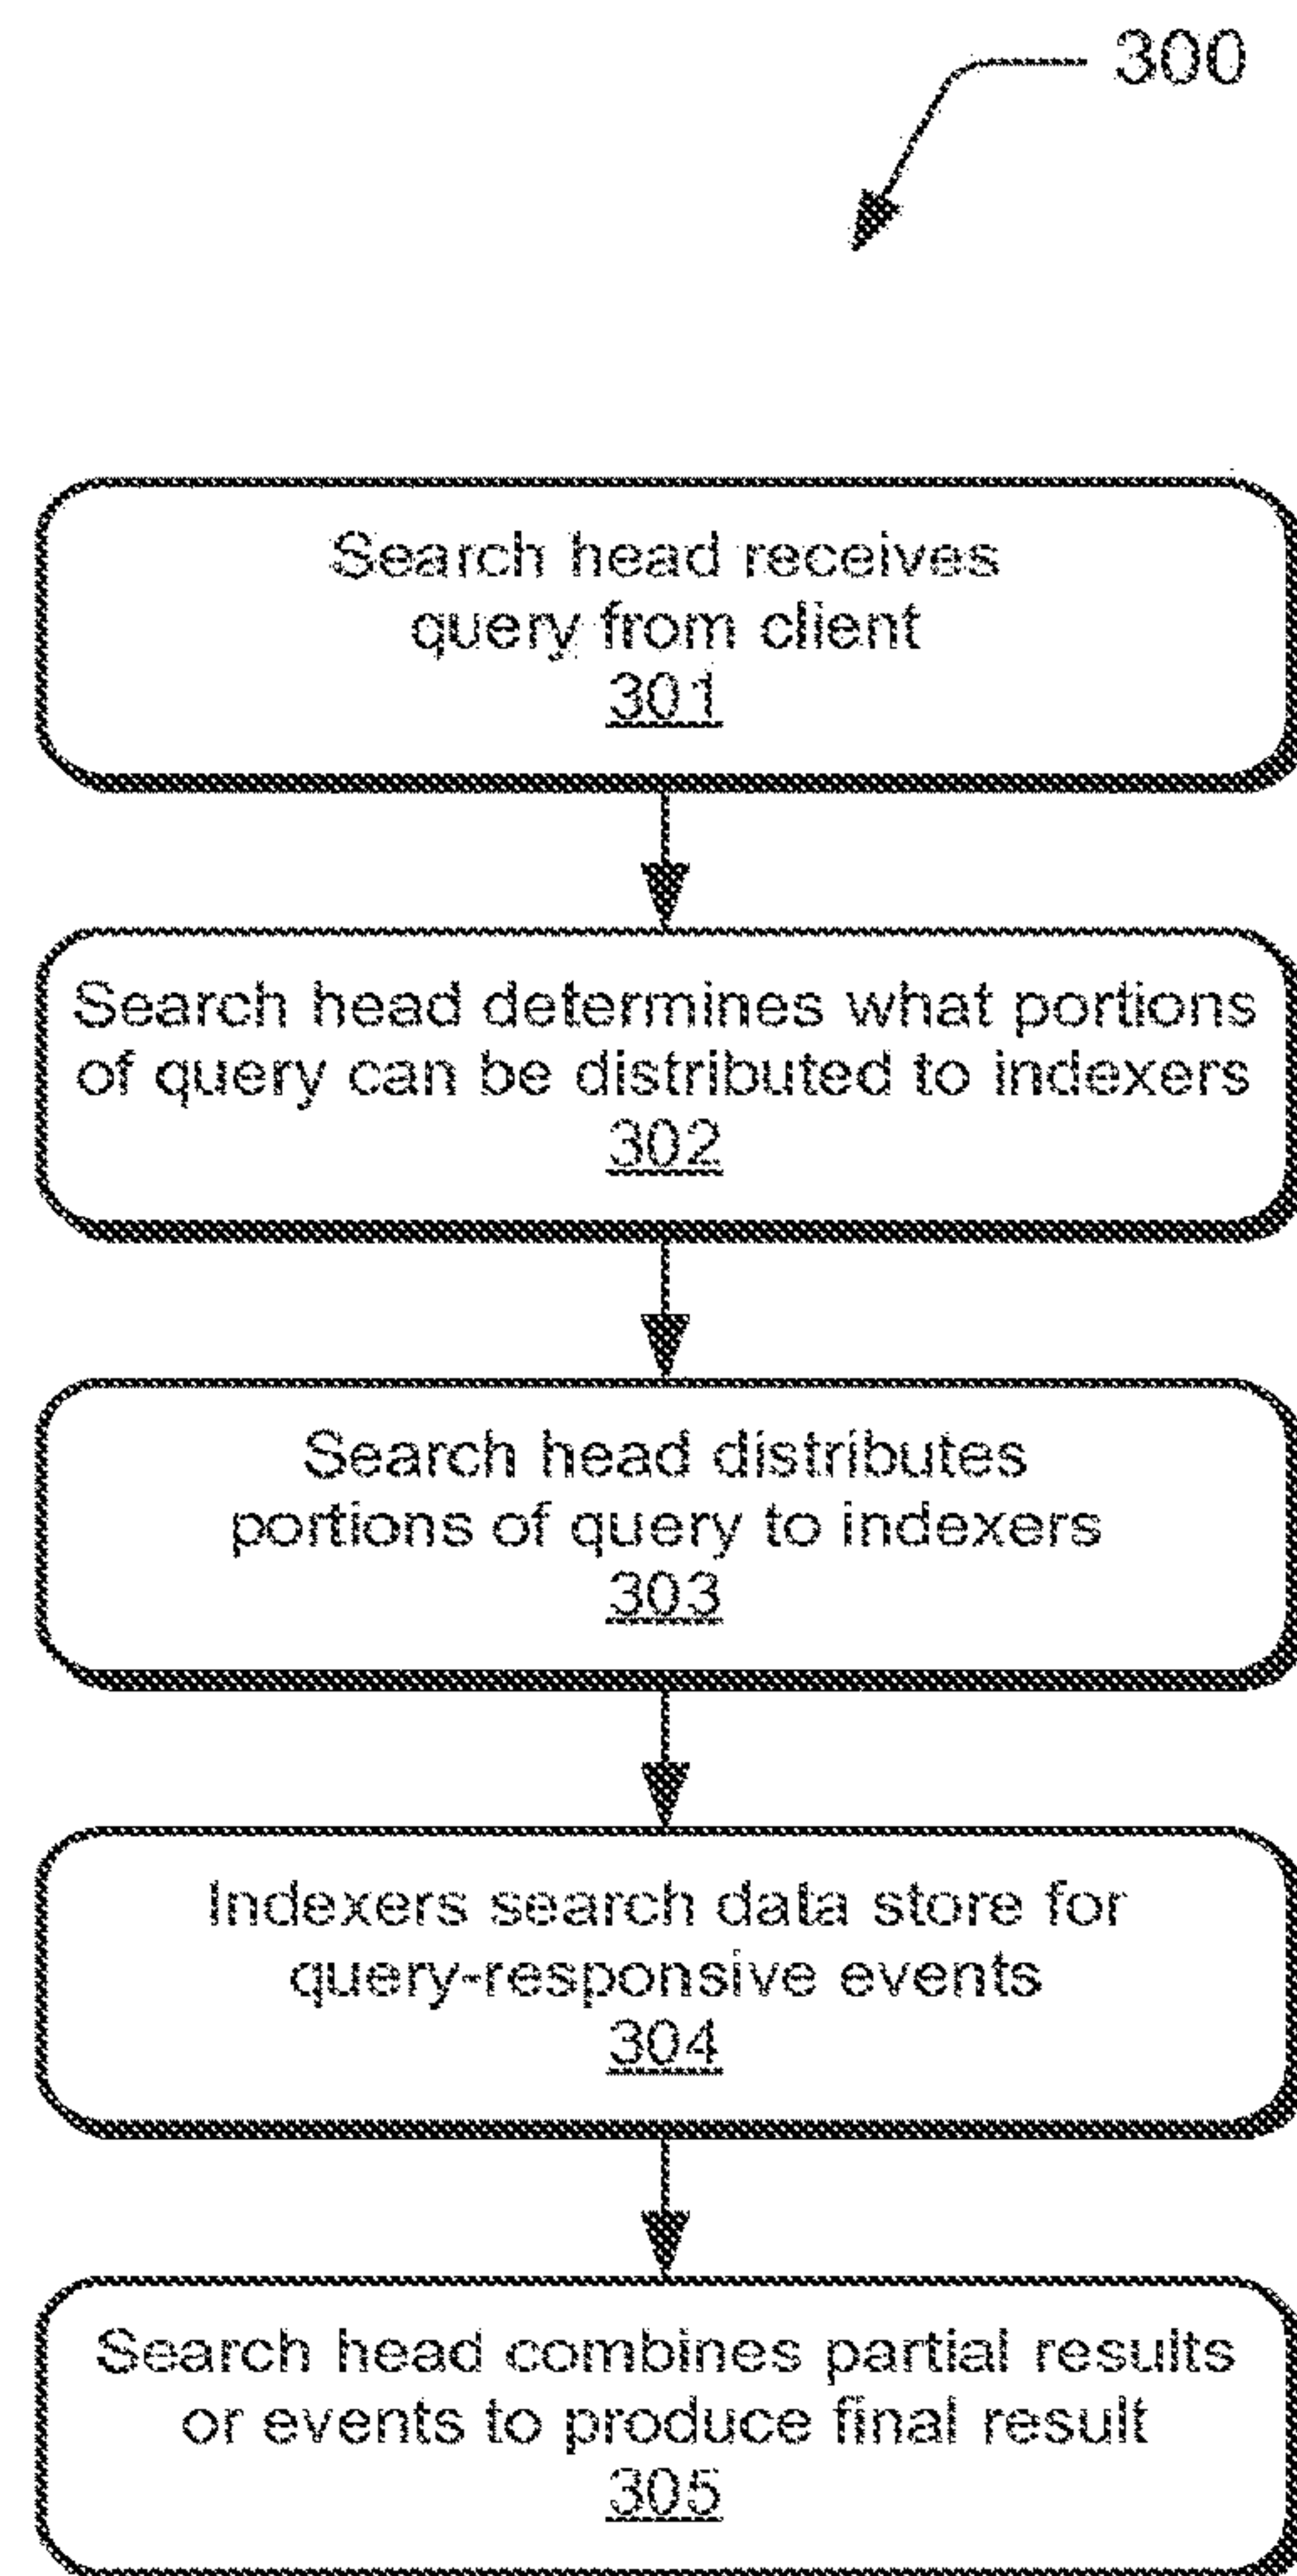 300
Search head receives
query from client
301
Search head determines what portions
of query can be distributed to indexers
302
Search head distributes
portions of query to indexers
303
Indexers search data store for
query-responsive events
304
Search head combines partial results
or events to produce final result
305